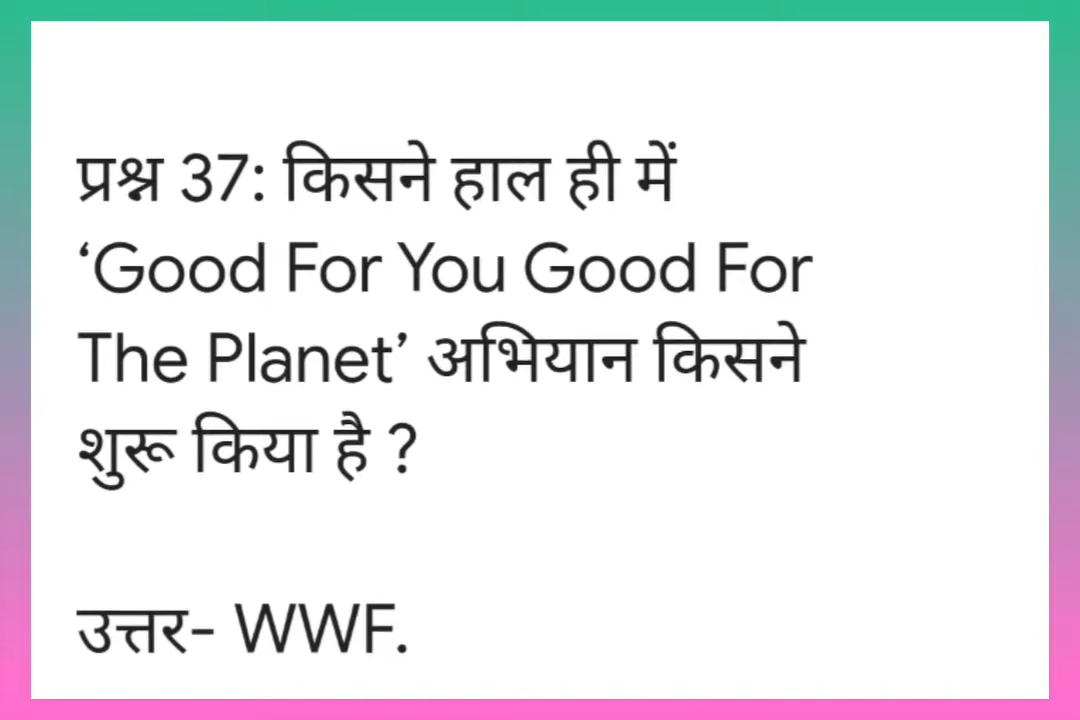 प्रश्न 37: किसने हाल ही में
‘Good For You Good For
The Planet’ अभियान किसने
शुरू किया है ?
उत्तर- WWF.